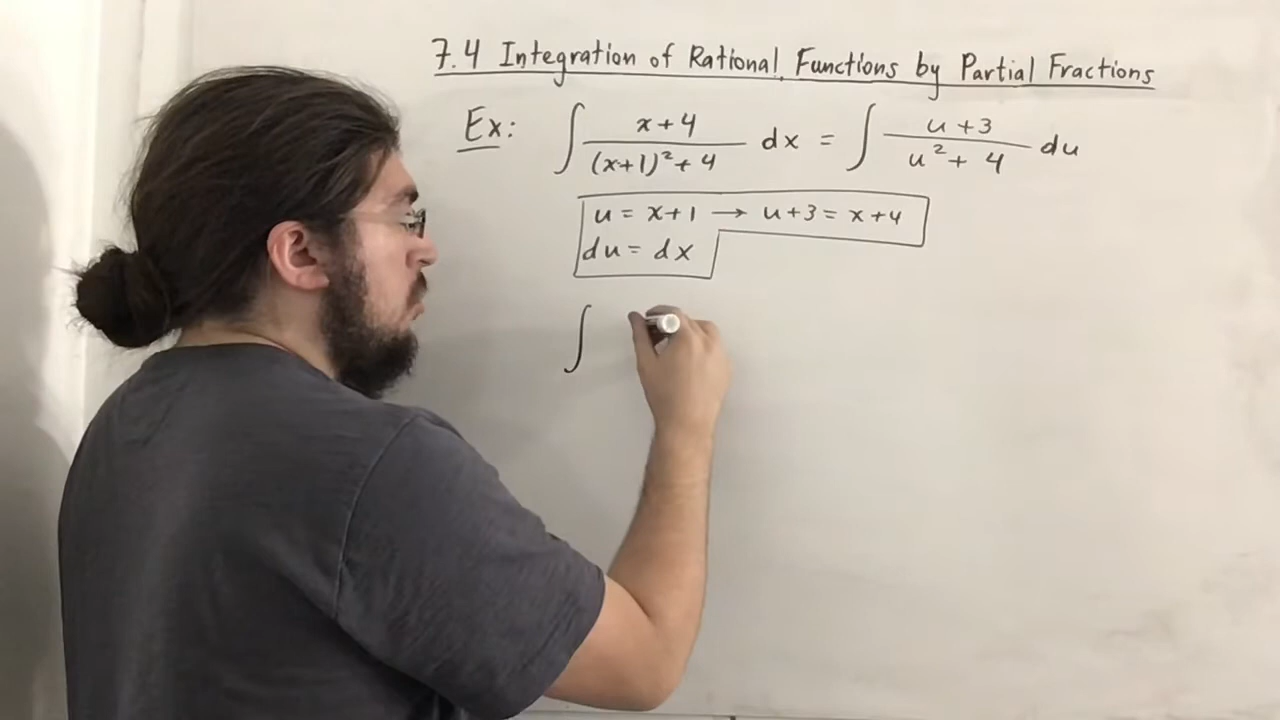 7.4 Integration of Rational Functions by Partial Fractions
Ex: ∫ (x+4)/((x+1)²+4) dx = ∫ (u+3)/(u²+4) du
u = x+1 → u+3 = x+4
du = dx
∫